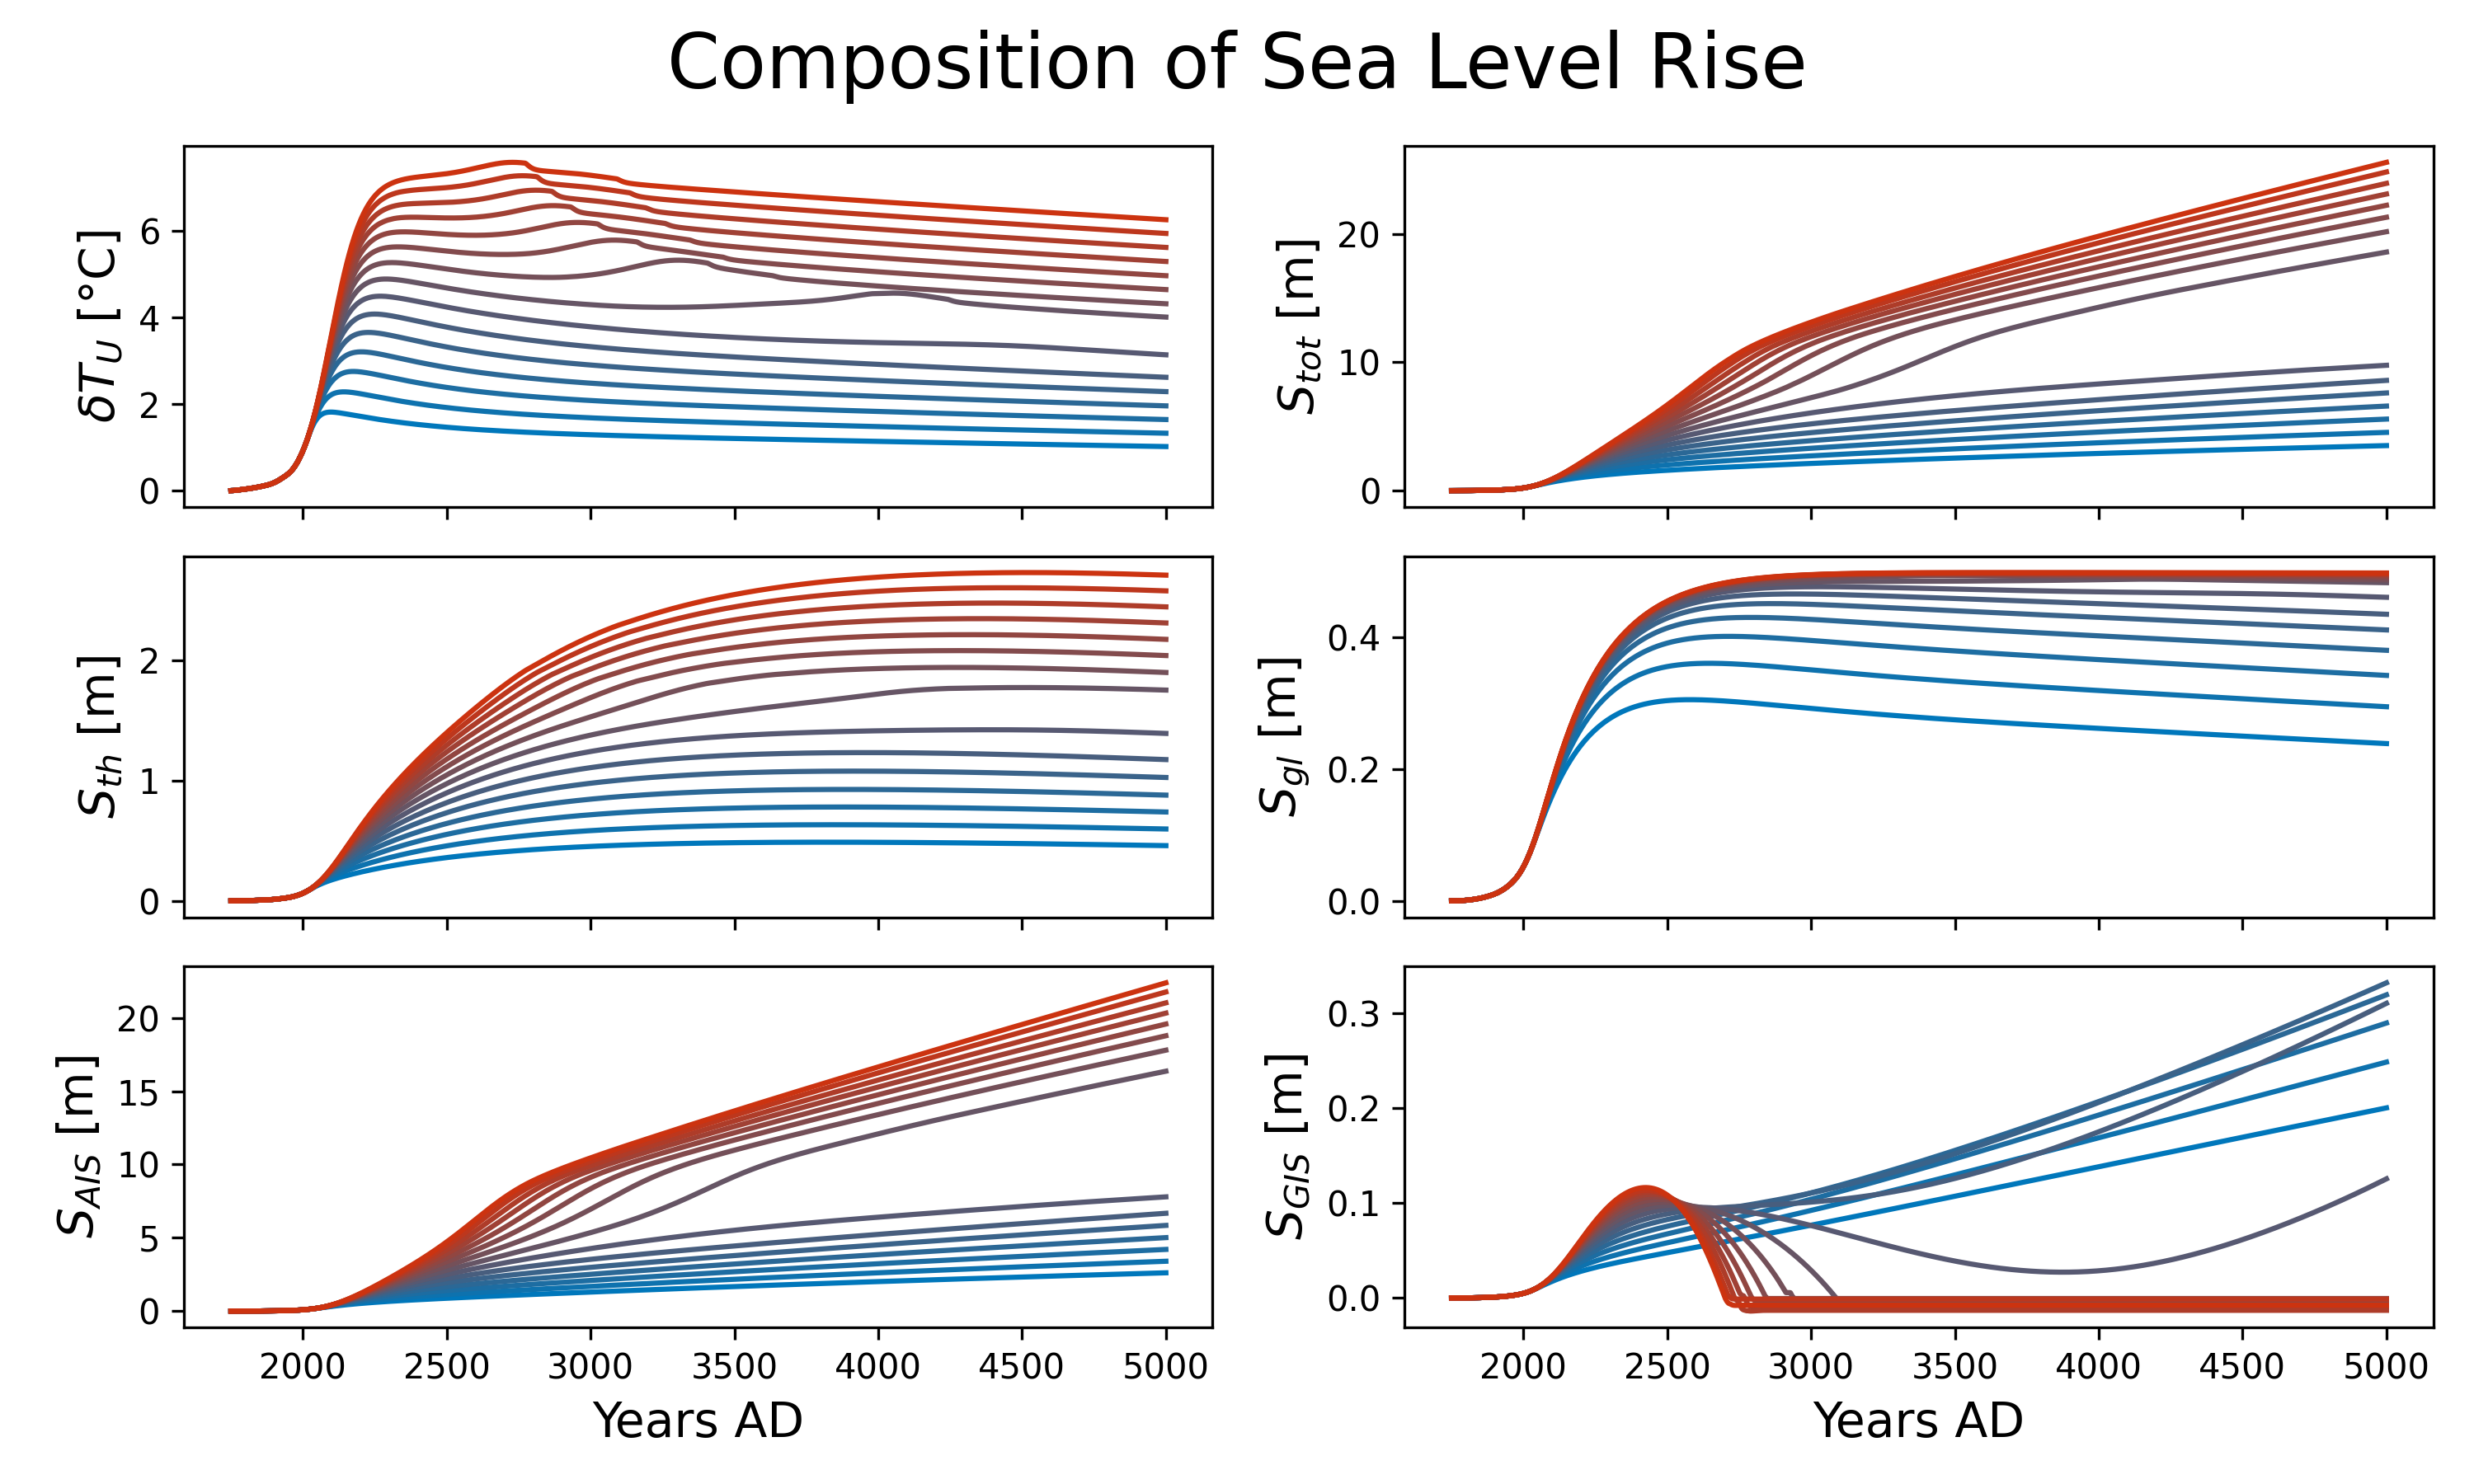 Composition of Sea Level Rise
δT_U [°C]
6
4
2
0
S_tot [m]
20
10
0
S_th [m]
2
1
0
S_gl [m]
0.4
0.2
0.0
S_AIS [m]
20
15
10
5
0
2000 2500 3000 3500 4000 4500 5000
Years AD
S_GIS [m]
0.3
0.2
0.1
0.0
2000 2500 3000 3500 4000 4500 5000
Years AD